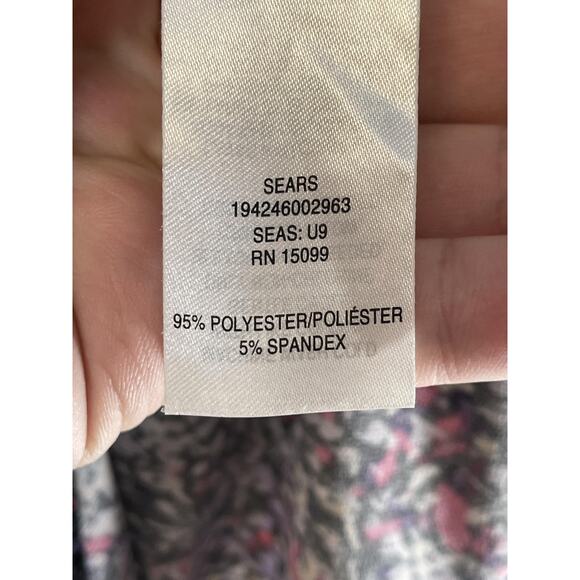 SEARS
194246002963
SEAS: U9
RN 15099
95% POLYESTER/POLIÉSTER
5% SPANDEX